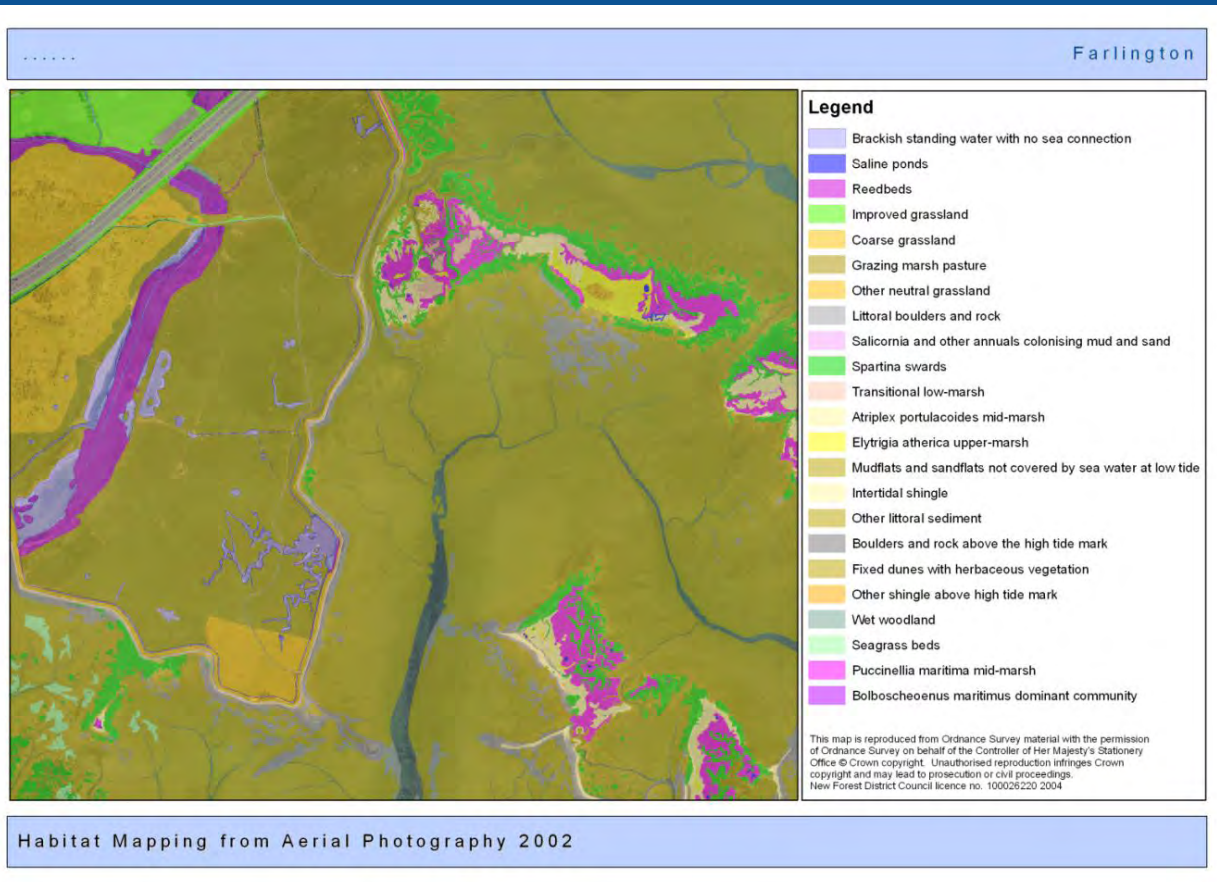 ......
Farlington
Legend
Brackish standing water with no sea connection
Saline ponds
Reedbeds
Improved grassland
Coarse grassland
Grazing marsh pasture
Other neutral grassland
Littoral boulders and rock
Salicornia and other annuals colonising mud and sand
Spartina swards
Transitional low-marsh
Atriplex portulacoides mid-marsh
Elytrigia atherica upper-marsh
Mudflats and sandflats not covered by sea water at low tide
Intertidal shingle
Other littoral sediment
Boulders and rock above the high tide mark
Fixed dunes with herbaceous vegetation
Other shingle above high tide mark
Wet woodland
Seagrass beds
Puccinellia maritima mid-marsh
Bolboscheoenus maritimus dominant community
This map is reproduced from Ordnance Survey material with the permission
of Ordnance Survey on behalf of the Controller of Her Majesty's Stationery
Office © Crown copyright. Unauthorised reproduction infringes Crown
copyright and may lead to prosecution or civil proceedings.
New Forest District Council licence no. 100026220 2004
Habitat Mapping from Aerial Photography 2002